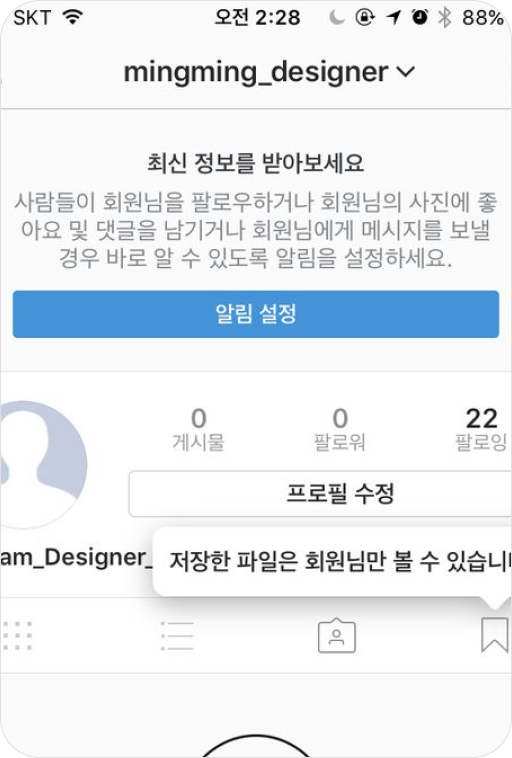 SKT 오전 2:28 88%
mingming_designer
최신 정보를 받아보세요
사람들이 회원님을 팔로우하거나 회원님의 사진에 좋
아요 및 댓글을 남기거나 회원님에게 메시지를 보낼
경우 바로 알 수 있도록 알림을 설정하세요.
알림 설정
0 0 22
게시물 팔로워 팔로잉
프로필 수정
am_Designer_
저장한 파일은 회원님만 볼 수 있습니